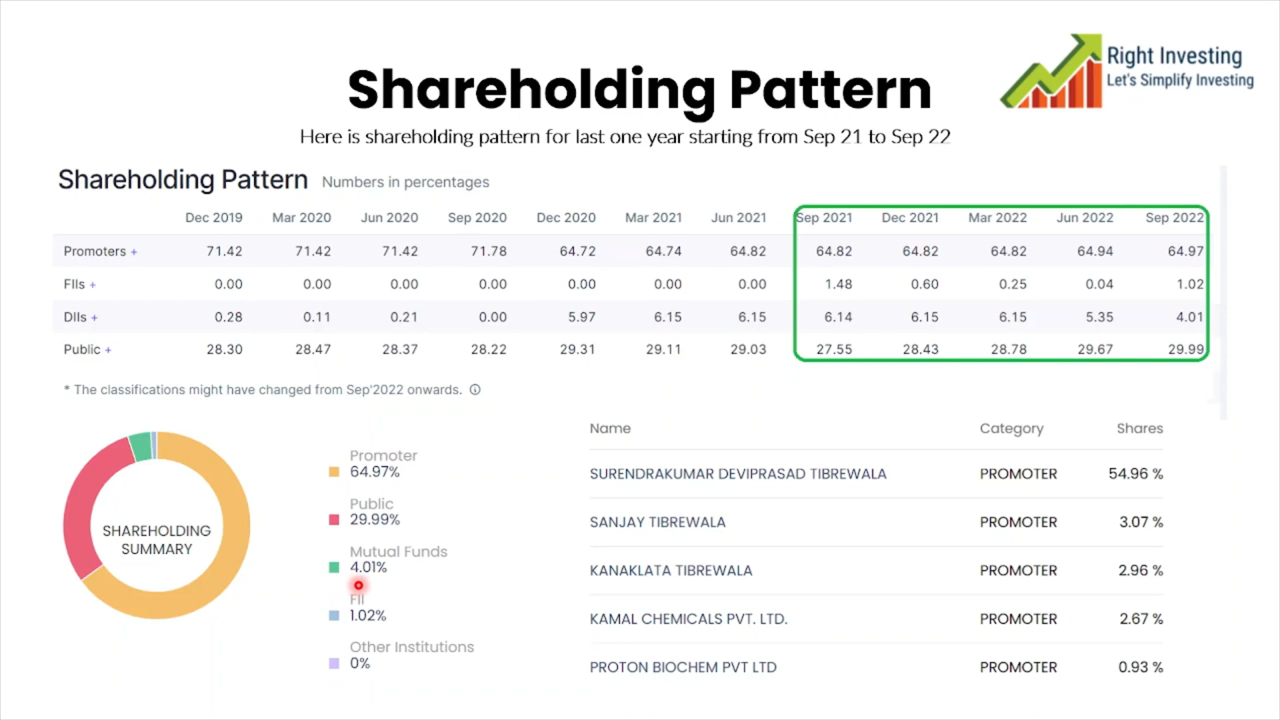 Right Investing
Let's Simplify Investing
Shareholding Pattern
Here is shareholding pattern for last one year starting from Sep 21 to Sep 22
Shareholding Pattern Numbers in percentages
Dec 2019 Mar 2020 Jun 2020 Sep 2020 Dec 2020 Mar 2021 Jun 2021 Sep 2021 Dec 2021 Mar 2022 Jun 2022 Sep 2022
Promoters + 71.42 71.42 71.42 71.78 64.72 64.74 64.82 64.82 64.82 64.82 64.94 64.97
FIIs + 0.00 0.00 0.00 0.00 0.00 0.00 0.00 1.48 0.60 0.25 0.04 1.02
DIIs + 0.28 0.11 0.21 0.00 5.97 6.15 6.15 6.14 6.15 6.15 5.35 4.01
Public + 28.30 28.47 28.37 28.22 29.31 29.11 29.03 27.55 28.43 28.78 29.67 29.99
* The classifications might have changed from Sep'2022 onwards.
SHAREHOLDING
SUMMARY
Promoter
64.97%
Public
29.99%
Mutual Funds
4.01%
FII
1.02%
Other Institutions
0%
Name Category Shares
SURENDRAKUMAR DEVIPRASAD TIBREWALA PROMOTER 54.96 %
SANJAY TIBREWALA PROMOTER 3.07 %
KANAKLATA TIBREWALA PROMOTER 2.96 %
KAMAL CHEMICALS PVT. LTD. PROMOTER 2.67 %
PROTON BIOCHEM PVT LTD PROMOTER 0.93 %